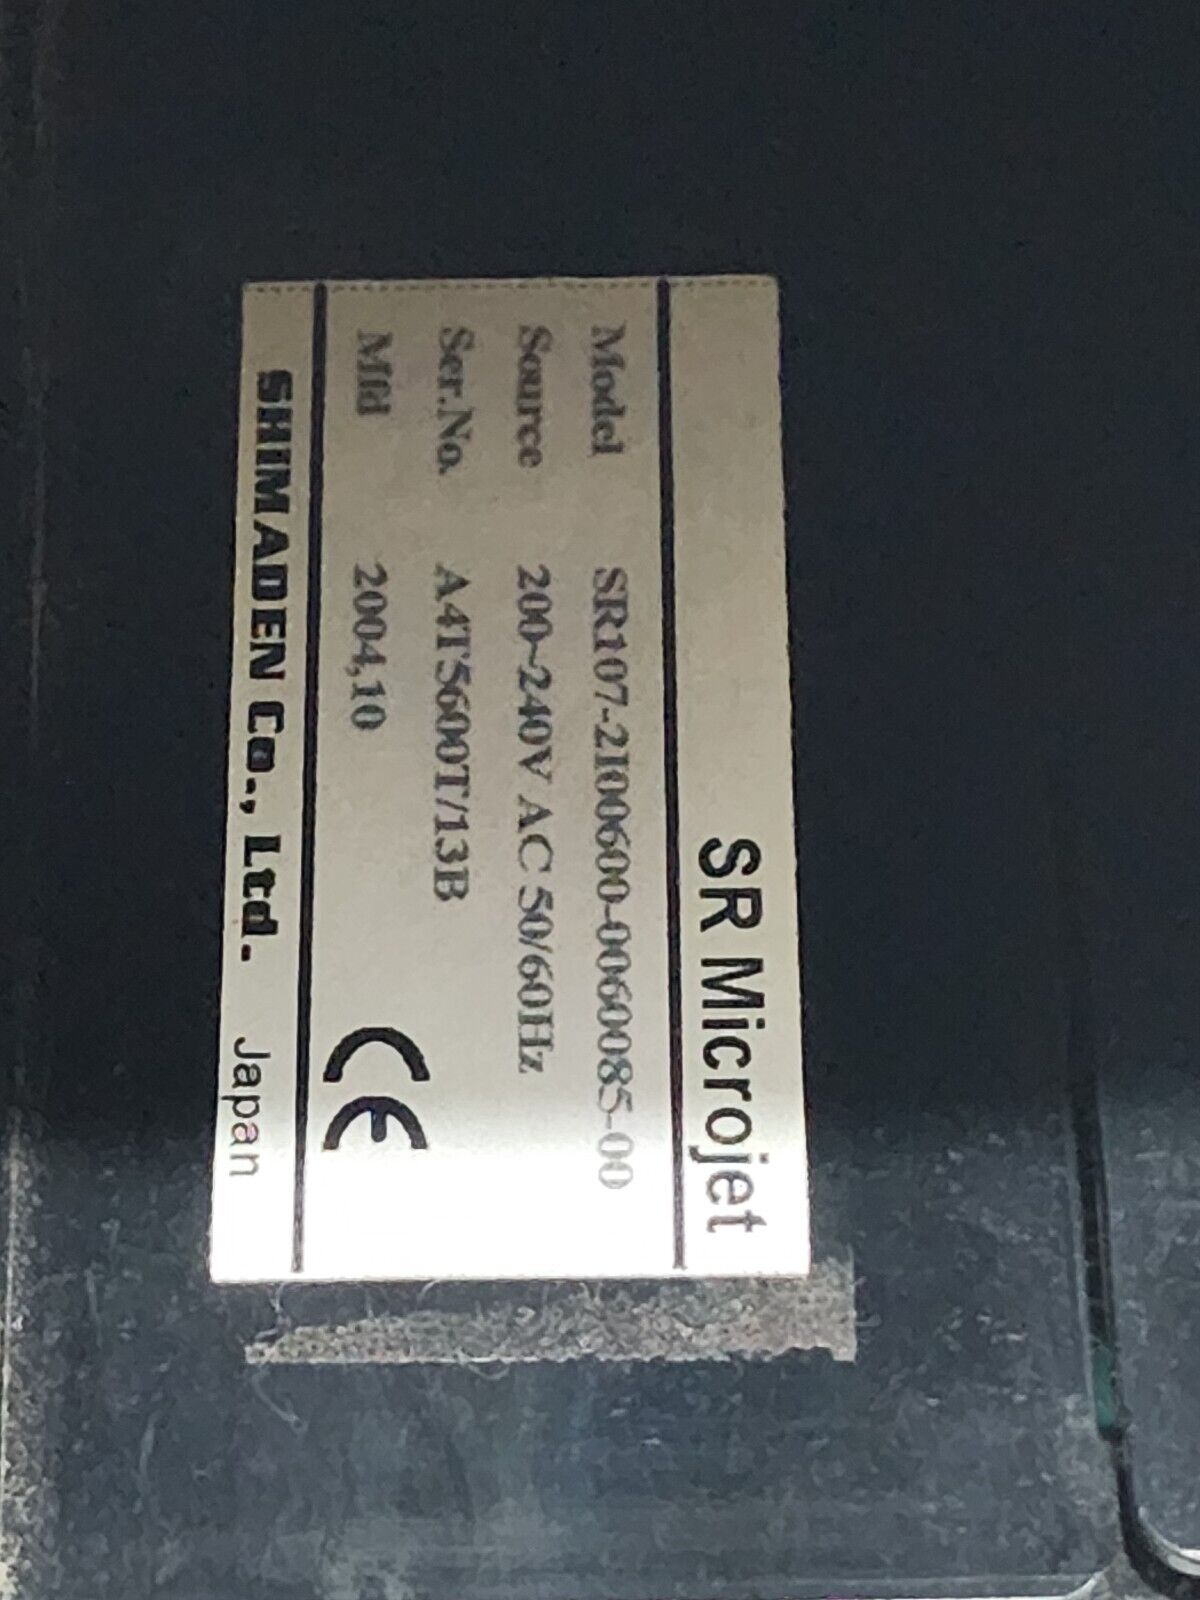 SR Microjet
Model SR107-2I00600-0060085-00
Source 200~240V AC 50/60Hz
Ser.No. A4T5600T/13B
Mfd 2004,10
CE
SHIMADEN Co., Ltd. Japan